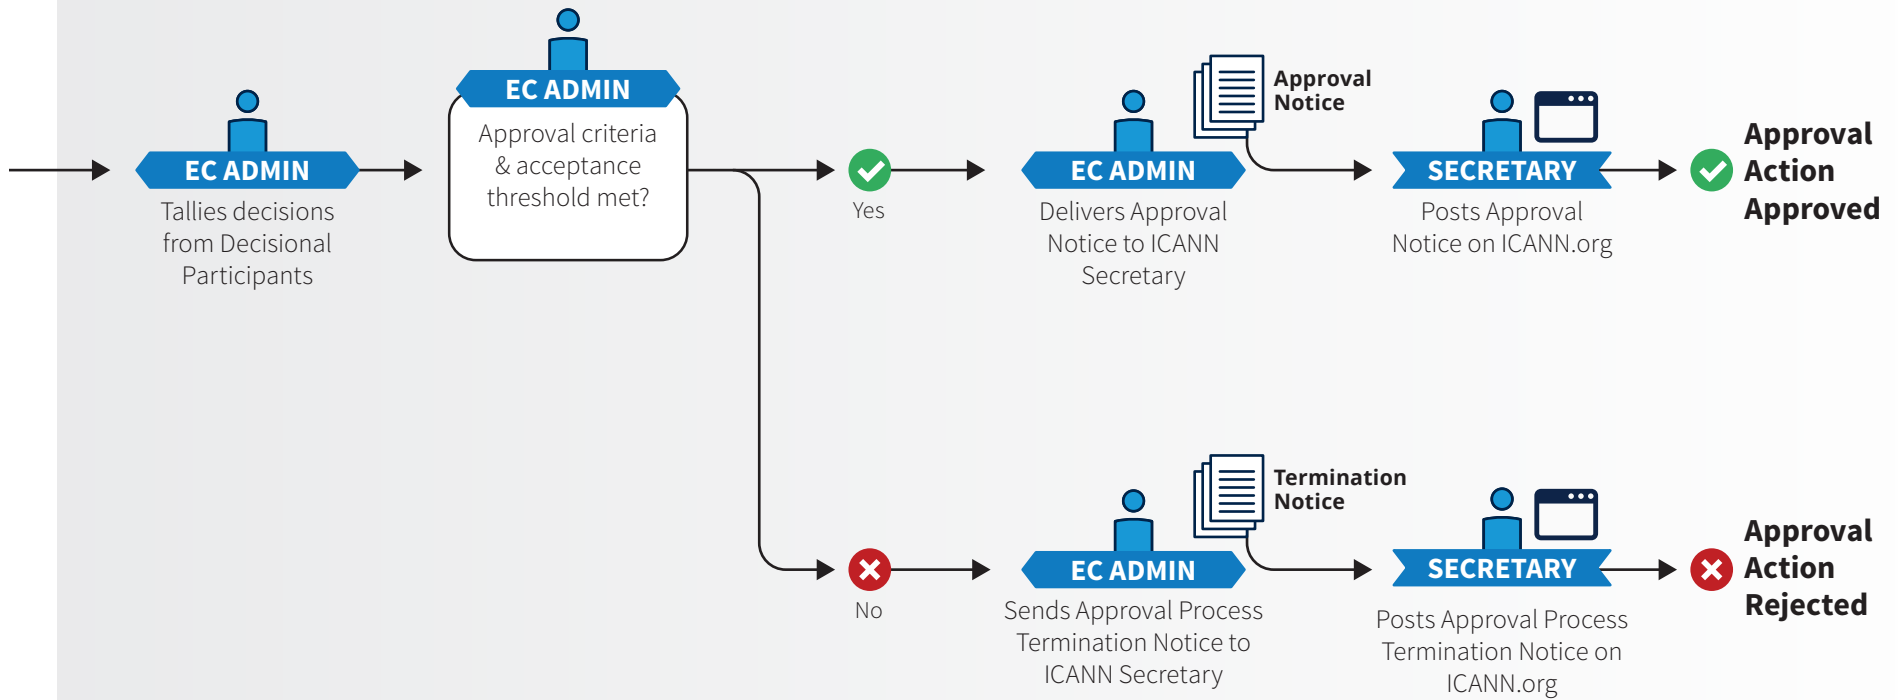 EC ADMIN
Tallies decisions
from Decisional
Participants
EC ADMIN
Approval criteria
& acceptance
threshold met?
Yes
EC ADMIN
Delivers Approval
Notice to ICANN
Secretary
Approval
Notice
SECRETARY
Posts Approval
Notice on ICANN.org
Approval
Action
Approved
No
EC ADMIN
Sends Approval Process
Termination Notice to
ICANN Secretary
Termination
Notice
SECRETARY
Posts Approval Process
Termination Notice on
ICANN.org
Approval
Action
Rejected